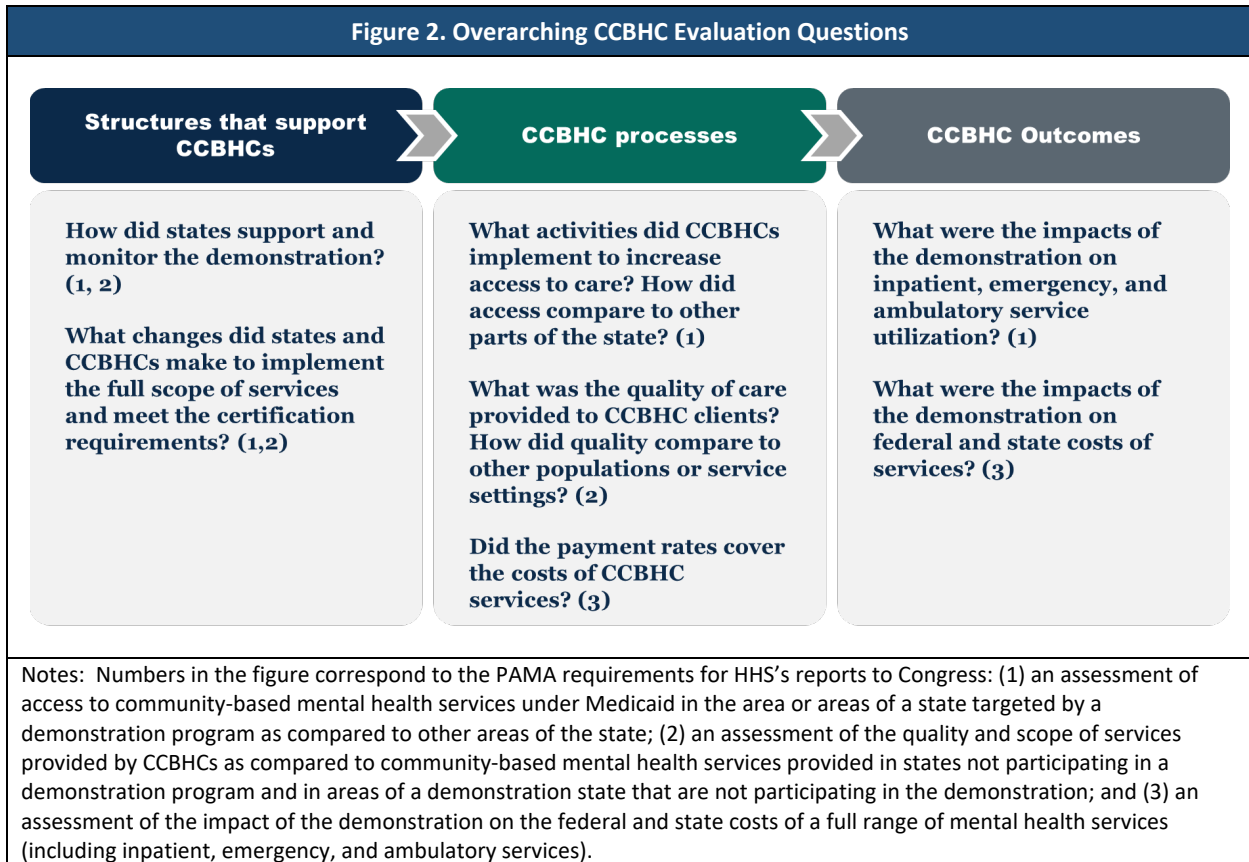 Figure 2. Overarching CCBHC Evaluation Questions
Structures that support
CCBHCs
CCBHC processes
CCBHC Outcomes
How did states support and
monitor the demonstration?
(1, 2)
What changes did states and
CCBHCs make to implement
the full scope of services
and meet the certification
requirements? (1,2)
What activities did CCBHCs
implement to increase
access to care? How did
access compare to other
parts of the state? (1)
What was the quality of care
provided to CCBHC clients?
How did quality compare to
other populations or service
settings? (2)
Did the payment rates cover
the costs of CCBHC
services? (3)
What were the impacts of
the demonstration on
inpatient, emergency, and
ambulatory service
utilization? (1)
What were the impacts of
the demonstration on
federal and state costs of
services? (3)
Notes: Numbers in the figure correspond to the PAMA requirements for HHS's reports to Congress: (1) an assessment of
access to community-based mental health services under Medicaid in the area or areas of a state targeted by a
demonstration program as compared to other areas of the state; (2) an assessment of the quality and scope of services
provided by CCBHCs as compared to community-based mental health services provided in states not participating in a
demonstration program and in areas of a demonstration state that are not participating in the demonstration; and (3) an
assessment of the impact of the demonstration on the federal and state costs of a full range of mental health services
(including inpatient, emergency, and ambulatory services).